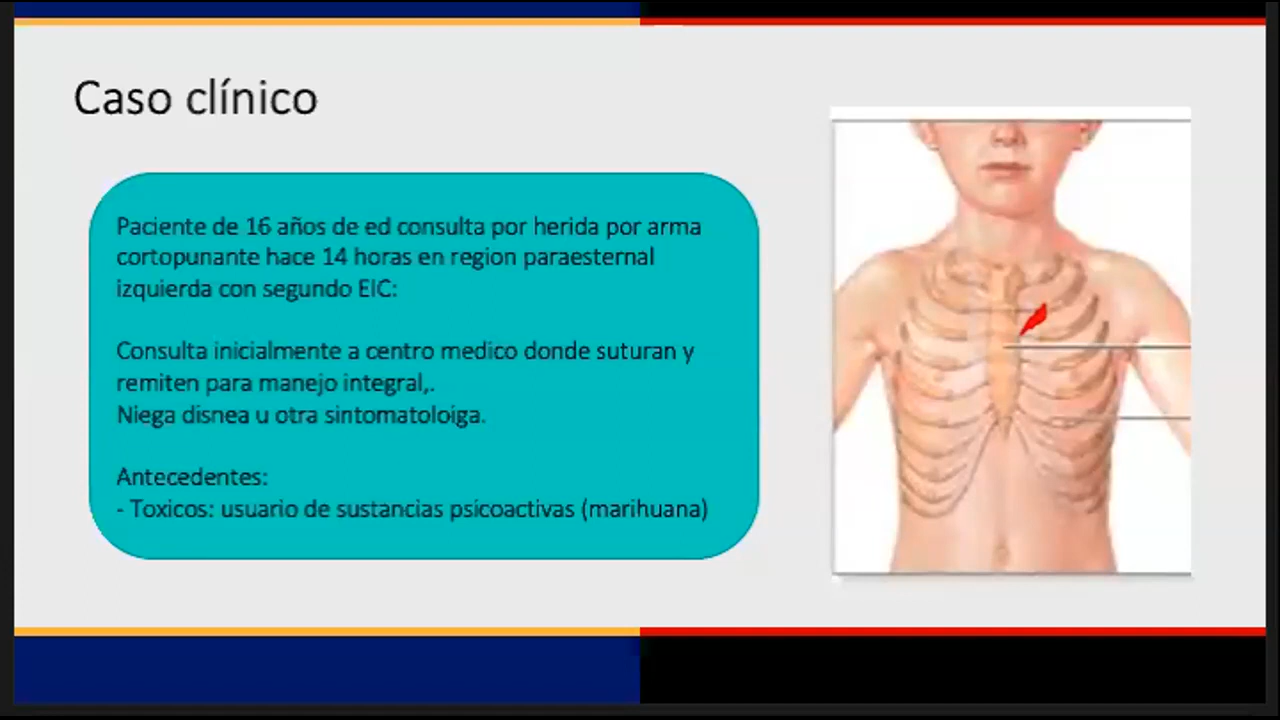 Caso clínico
Paciente de 16 años de ed consulta por herida por arma
cortopunante hace 14 horas en region paraesternal
izquierda con segundo EIC:
Consulta inicialmente a centro medico donde suturan y
remiten para manejo integral,.
Niega disnea u otra sintomatoloiga.
Antecedentes:
- Toxicos: usuario de sustancias psicoactivas (marihuana)